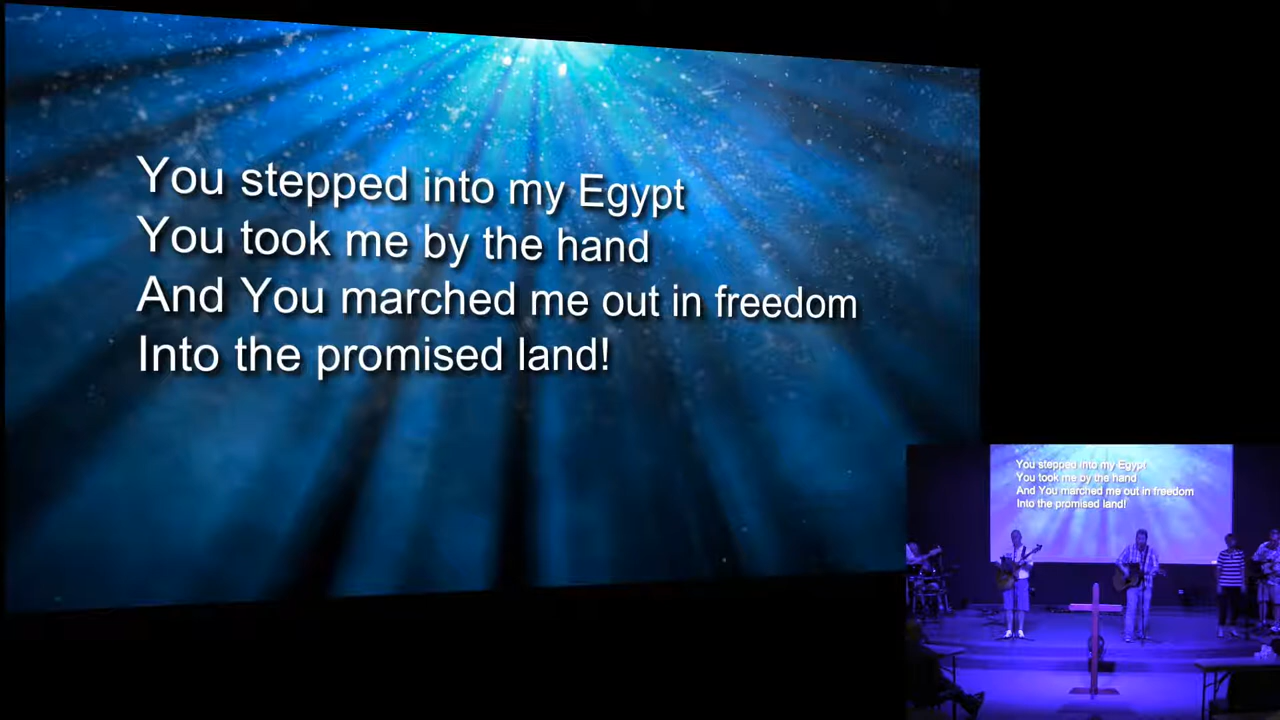 You stepped into my Egypt
You took me by the hand
And You marched me out in freedom
Into the promised land!
You stepped into my Egypt
You took me by the hand
And You marched me out in freedom
Into the promised land!